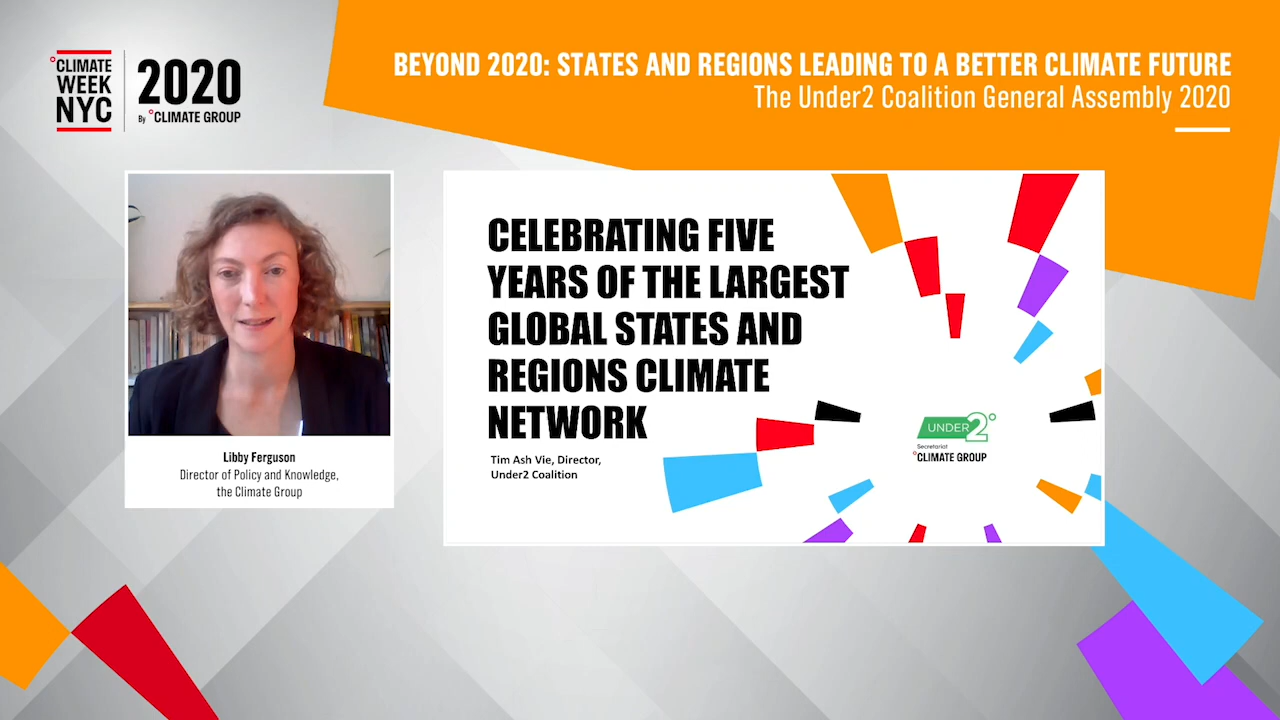 °CLIMATE
WEEK
NYC
2020
By °CLIMATE GROUP
BEYOND 2020: STATES AND REGIONS LEADING TO A BETTER CLIMATE FUTURE
The Under2 Coalition General Assembly 2020
Libby Ferguson
Director of Policy and Knowledge,
the Climate Group
CELEBRATING FIVE
YEARS OF THE LARGEST
GLOBAL STATES AND
REGIONS CLIMATE
NETWORK
Tim Ash Vie, Director,
Under2 Coalition
UNDER2°
Secretariat
°CLIMATE GROUP